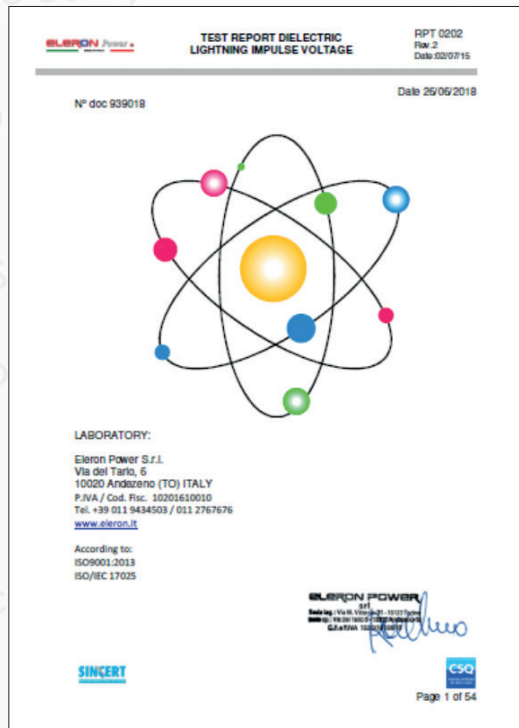 ELERON Power
TEST REPORT DIELECTRIC
LIGHTNING IMPULSE VOLTAGE
RPT 0202
Rev.2
Date:02/07/15
Date 26/06/2018
N° doc 939018
LABORATORY:
Eleron Power S.r.l.
Via del Tario, 6
10020 Andezeno (TO) ITALY
P.IVA / Cod. Fisc. 10201610010
Tel. +39 011 9434503 / 011 2767676
www.eleron.it
According to:
ISO9001:2013
ISO/IEC 17025
ELERON POWER
srl
SINCERT
CSQ
Page 1 of 54